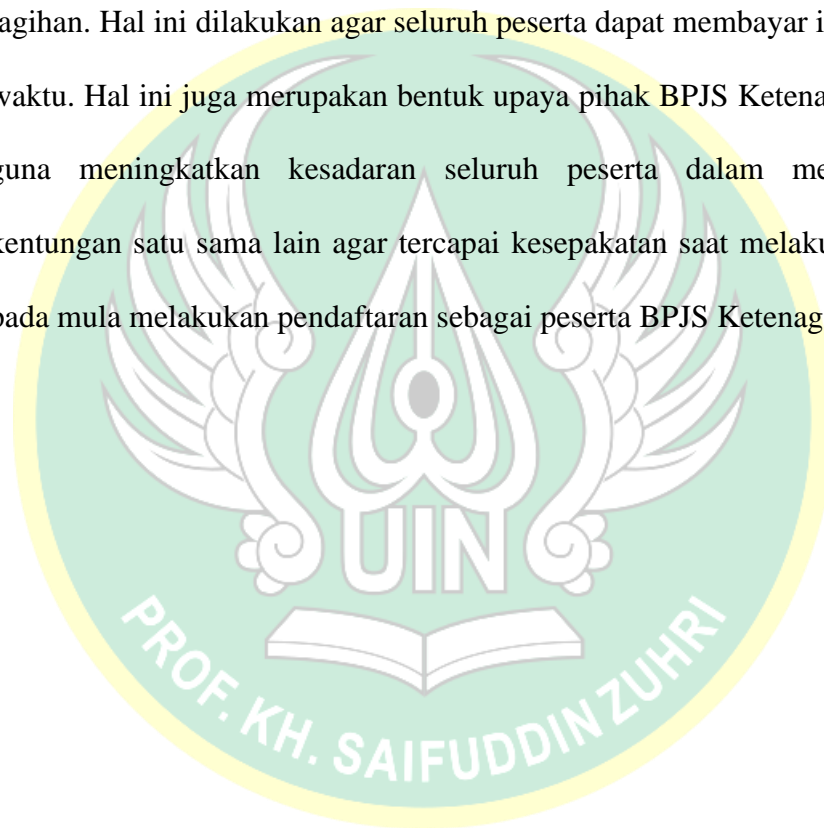 agihan. Hal ini dilakukan agar seluruh peserta dapat membayar i
waktu. Hal ini juga merupakan bentuk upaya pihak BPJS Ketena
guna meningkatkan kesadaran seluruh peserta dalam me
kentungan satu sama lain agar tercapai kesepakatan saat melaku
pada mula melakukan pendaftaran sebagai peserta BPJS Ketenag
UIN
PROF. KH. SAIFUDDIN ZUHRI